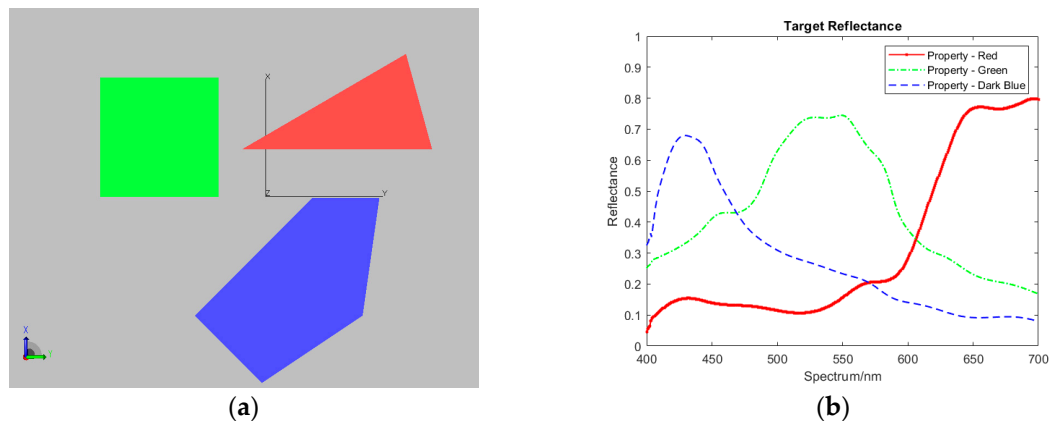 X
Z
Y
X
Y
(a)
Target Reflectance
1
0.9
0.8
0.7
0.6
0.5
0.4
0.3
0.2
0.1
0
Reflectance
Property - Red
Property - Green
Property - Dark Blue
400 450 500 550 600 650 700
Spectrum/nm
(b)